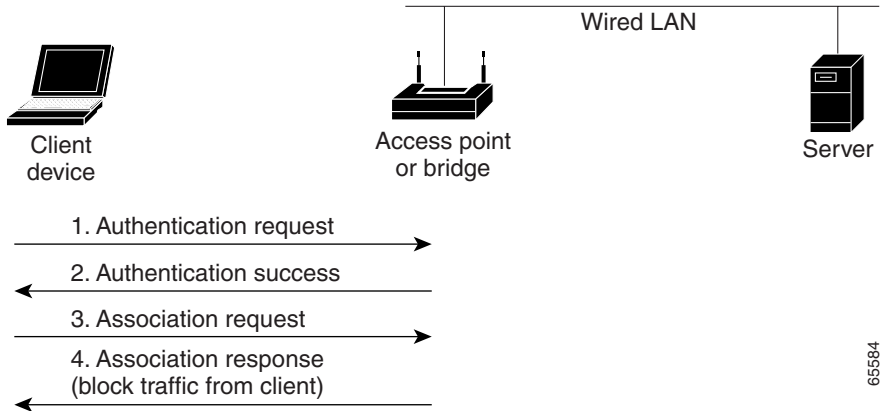 Wired LAN
Client
device
Access point
or bridge
Server
1. Authentication request
2. Authentication success
3. Association request
4. Association response
(block traffic from client)
65584